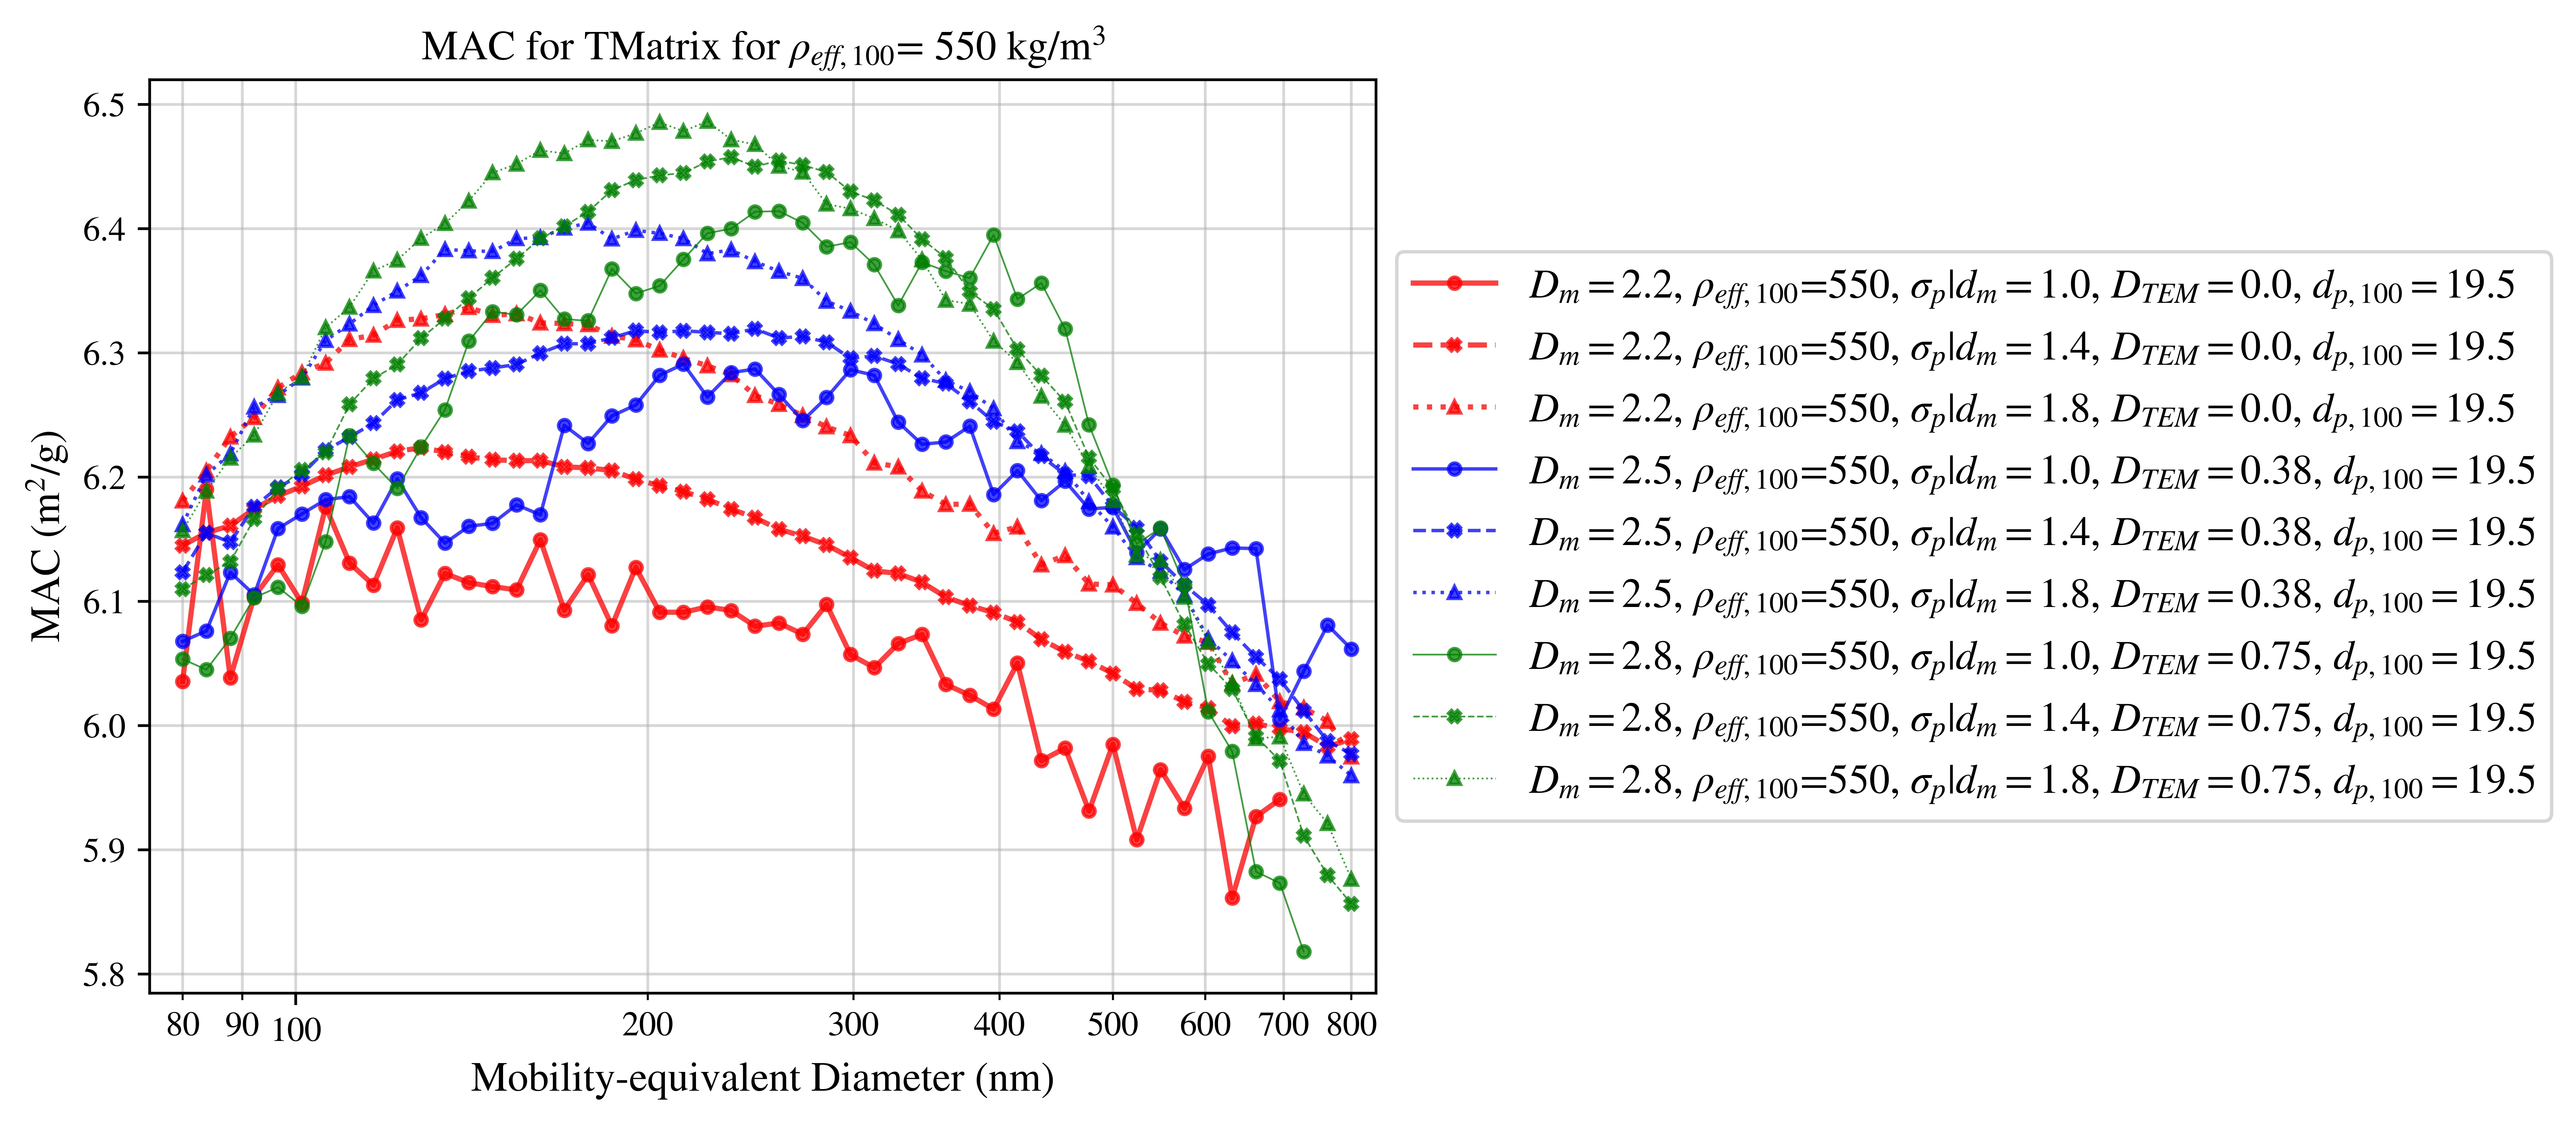 MAC for TMatrix for ρeff,100= 550 kg/m³
MAC (m²/g)
6.5
6.4
6.3
6.2
6.1
6.0
5.9
5.8
80 90 100 200 300 400 500 600 700 800
Mobility-equivalent Diameter (nm)
Dm = 2.2, ρeff,100=550, σp|dm = 1.0, DTEM = 0.0, dp,100 = 19.5
Dm = 2.2, ρeff,100=550, σp|dm = 1.4, DTEM = 0.0, dp,100 = 19.5
Dm = 2.2, ρeff,100=550, σp|dm = 1.8, DTEM = 0.0, dp,100 = 19.5
Dm = 2.5, ρeff,100=550, σp|dm = 1.0, DTEM = 0.38, dp,100 = 19.5
Dm = 2.5, ρeff,100=550, σp|dm = 1.4, DTEM = 0.38, dp,100 = 19.5
Dm = 2.5, ρeff,100=550, σp|dm = 1.8, DTEM = 0.38, dp,100 = 19.5
Dm = 2.8, ρeff,100=550, σp|dm = 1.0, DTEM = 0.75, dp,100 = 19.5
Dm = 2.8, ρeff,100=550, σp|dm = 1.4, DTEM = 0.75, dp,100 = 19.5
Dm = 2.8, ρeff,100=550, σp|dm = 1.8, DTEM = 0.75, dp,100 = 19.5